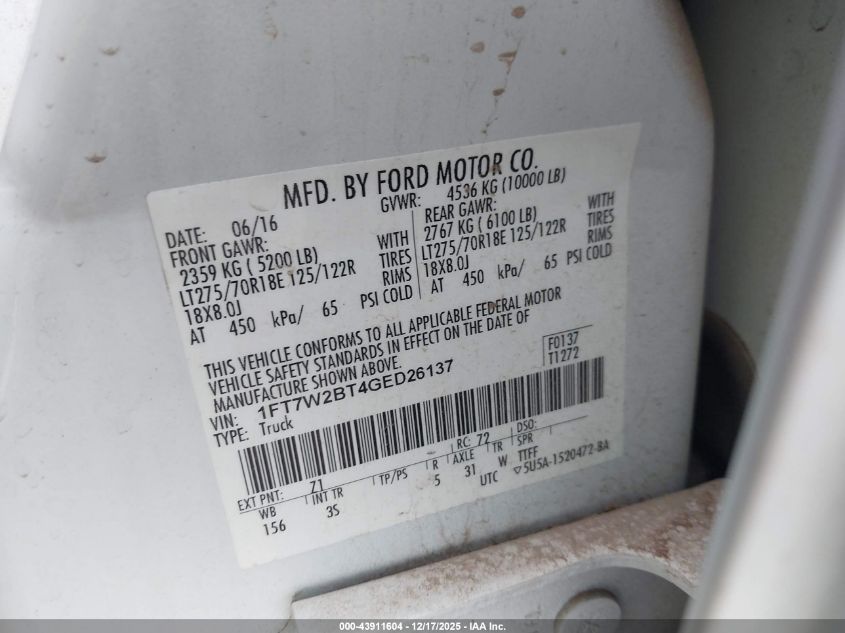 MFD. BY FORD MOTOR CO.
DATE: 06/16
GVWR: 4536 KG (10000 LB)
FRONT GAWR:
2359 KG ( 5200 LB) WITH
LT275/70R18E 125/122R TIRES
18X8.0J RIMS
AT 450 kPa/ 65 PSI COLD
REAR GAWR:
2767 KG ( 6100 LB) WITH
LT275/70R18E 125/122R TIRES
18X8.0J RIMS
AT 450 kPa/ 65 PSI COLD
THIS VEHICLE CONFORMS TO ALL APPLICABLE FEDERAL MOTOR
VEHICLE SAFETY STANDARDS IN EFFECT ON THE DATE OF
MANUFACTURE SHOWN ABOVE.
VIN: 1FT7W2BT4GED26137
TYPE: Truck
F0137
T1272
EXT PNT: Z1 RC: 72 DSO:
WB INT TR TP/PS R AXLE TR SPR
156 3S 5 31 W TTFF
UTC ▽5U5A-1520472-BA
000-43911604 - 12/17/2025 - IAA Inc.